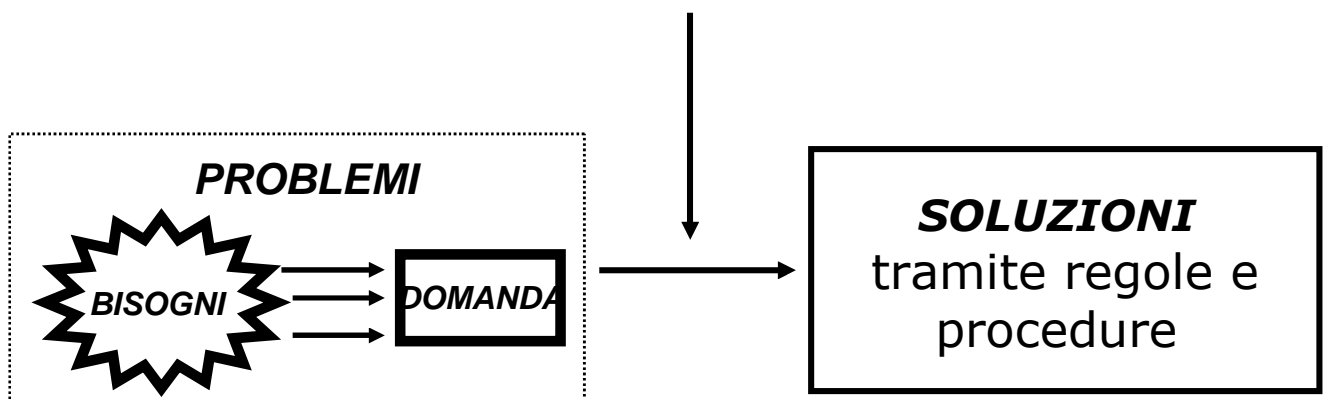 PROBLEMI
BISOGNI
DOMANDA
SOLUZIONI
tramite regole e
procedure